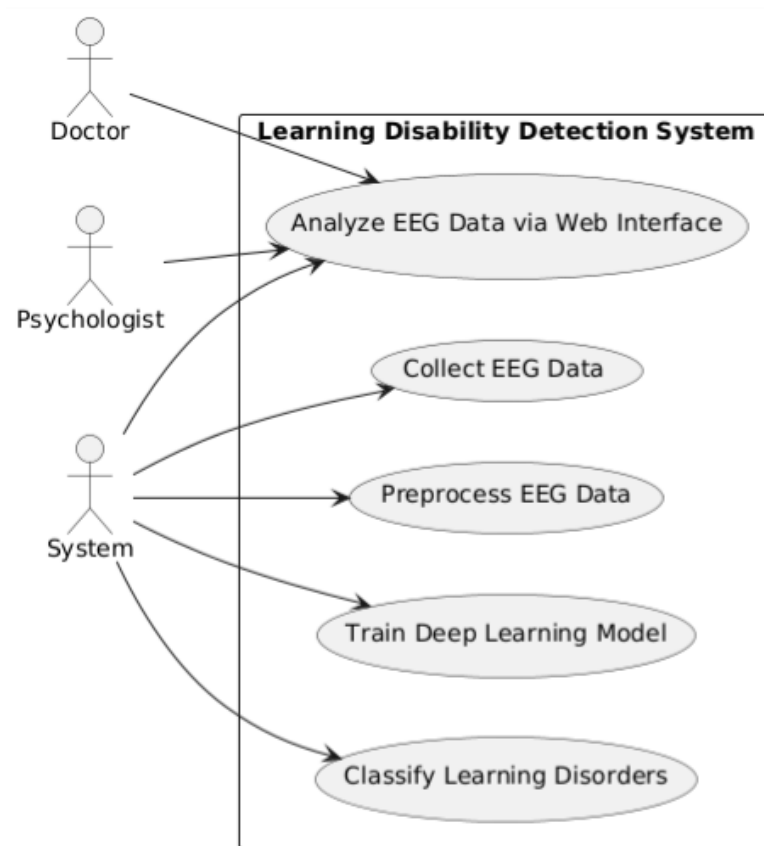 Doctor
Learning Disability Detection System
Analyze EEG Data via Web Interface
Psychologist
Collect EEG Data
Preprocess EEG Data
System
Train Deep Learning Model
Classify Learning Disorders